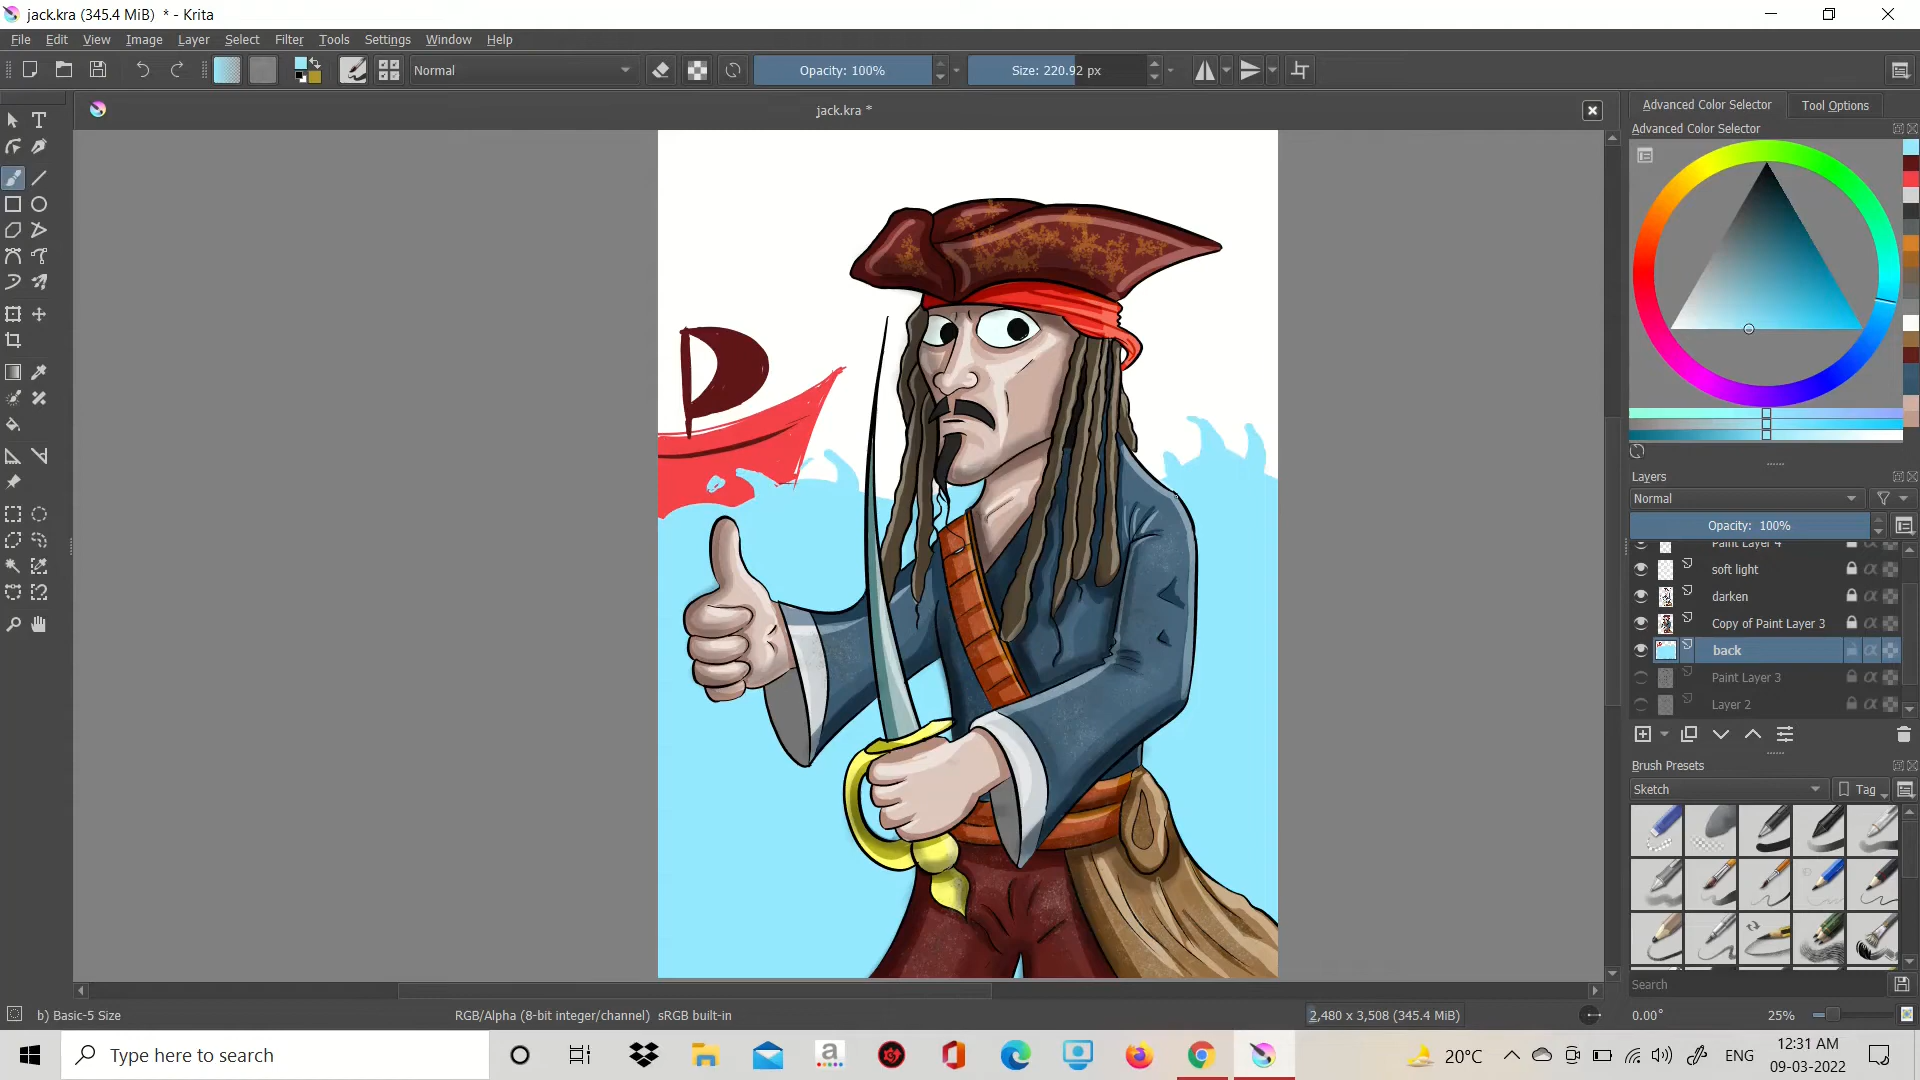 jack.kra (345.4 MiB) * - Krita
File Edit View Image Layer Select Filter Tools Settings Window Help
Normal
Opacity: 100%
Size: 220.92 px
jack.kra *
Advanced Color Selector
Tool Options
Advanced Color Selector
Layers
Normal
Opacity: 100%
Paint Layer 4
soft light
darken
Copy of Paint Layer 3
back
Paint Layer 3
Layer 2
Brush Presets
Sketch
Tag
Search
b) Basic-5 Size
RGB/Alpha (8-bit integer/channel) sRGB built-in
2,480 x 3,508 (345.4 MiB)
0.00°
25%
Type here to search
20°C
ENG
12:31 AM
09-03-2022